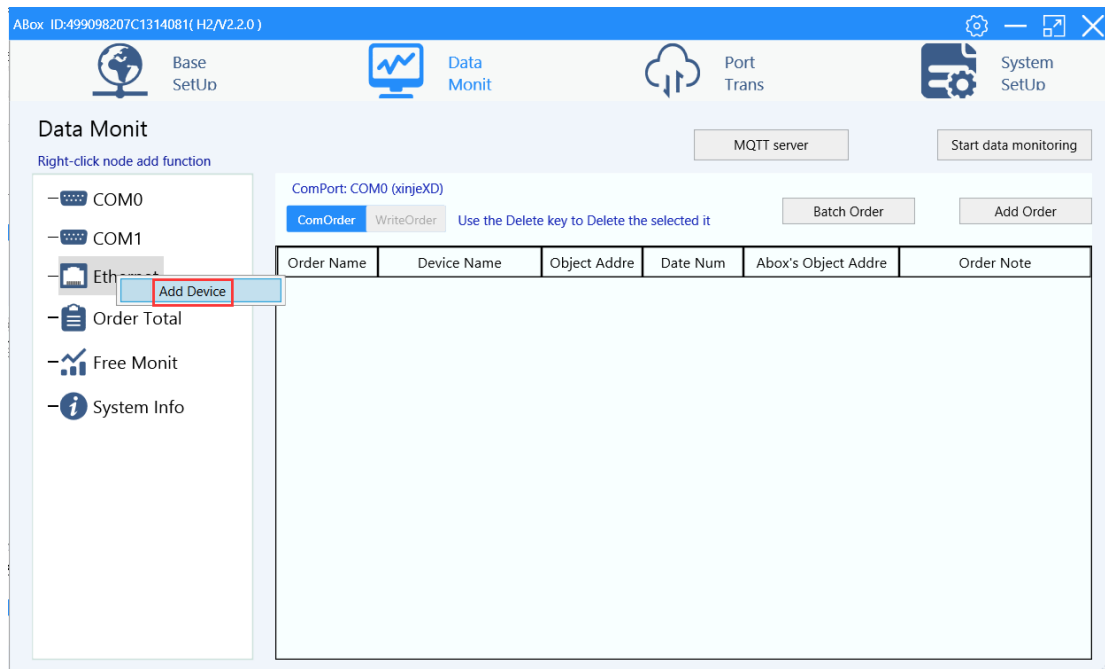 ABox ID:499098207C1314081( H2/V2.2.0 )
Base
SetUp
Data
Monit
Port
Trans
System
SetUp
Data Monit
Right-click node add function
MQTT server
Start data monitoring
COM0
COM1
Ethernet
Add Device
Order Total
Free Monit
System Info
ComPort: COM0 (xinjeXD)
ComOrder WriteOrder Use the Delete key to Delete the selected it
Batch Order
Add Order
Order Name Device Name Object Addre Date Num Abox's Object Addre Order Note